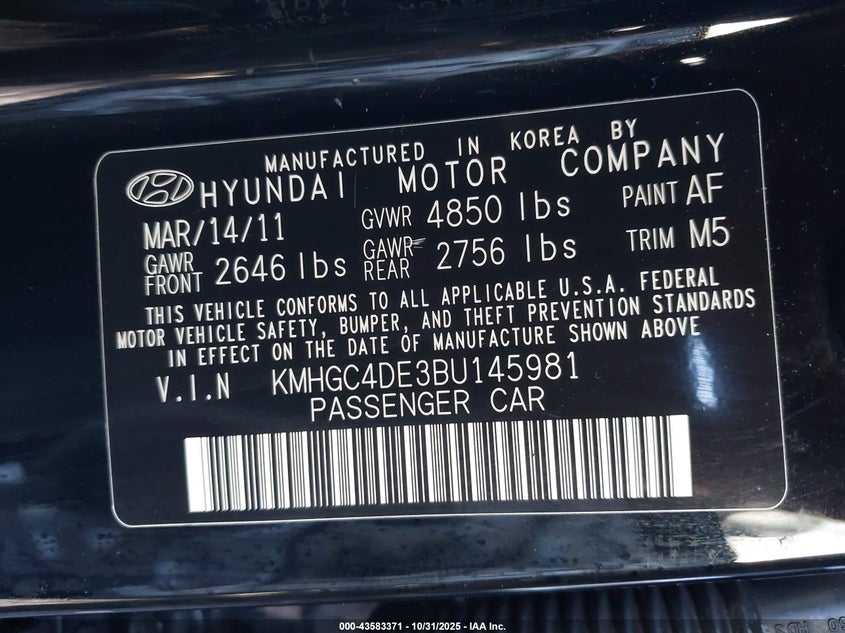 MANUFACTURED IN KOREA BY
HYUNDAI MOTOR COMPANY
MAR/14/11 GVWR 4850 lbs PAINT AF
GAWR FRONT 2646 lbs GAWR REAR 2756 lbs TRIM M5
THIS VEHICLE CONFORMS TO ALL APPLICABLE U.S.A. FEDERAL
MOTOR VEHICLE SAFETY, BUMPER, AND THEFT PREVENTION STANDARDS
IN EFFECT ON THE DATE OF MANUFACTURE SHOWN ABOVE
V.I.N KMHGC4DE3BU145981
PASSENGER CAR
000-43583371 - 10/31/2025 - IAA Inc.